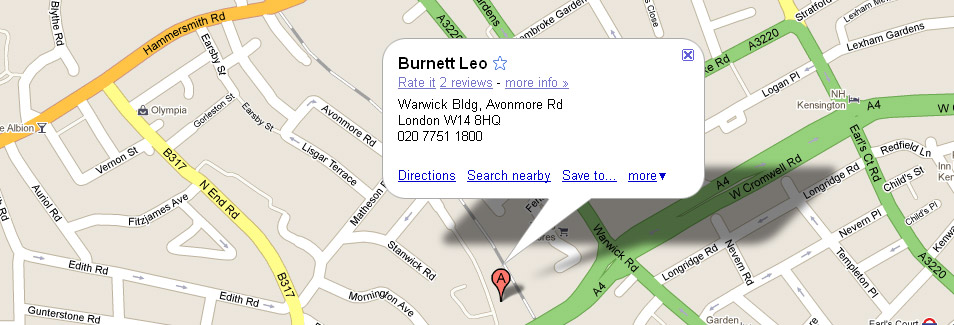 Burnett Leo
Rate it 2 reviews - more info »
Warwick Bldg, Avonmore Rd
London W14 8HQ
020 7751 1800
Directions Search nearby Save to... more▼
A
Blythe Rd
Hammersmith Rd
Earsby St
Olympia
Gorleston St
Earsby St
Avonmore Rd
Albion
Vernon St
B317
Lisgar Terrace
Auriol Rd
N End Rd
Fitzjames Ave
Matheson
Stanwick Rd
Edith Rd
Edith Rd
B317
Mornington Ave
Gunterstone Rd
Gardens
Pembroke Gardens
Close
Stratford
A3220
Lexham Mews
Lexham Gardens
A3220
Logan Pl
NH
Kensington
A4
W C
Earl's Ct Rd
Redfield Ln
Inn
Ken
Child's St
W Cromwell Rd
Longridge Rd
Child's Pl
Nevern Pl
Warwick Rd
Nevern Rd
Templeton Pl
Kenwa
Longridge Rd
A4
A3220
Garden
Earl's Court